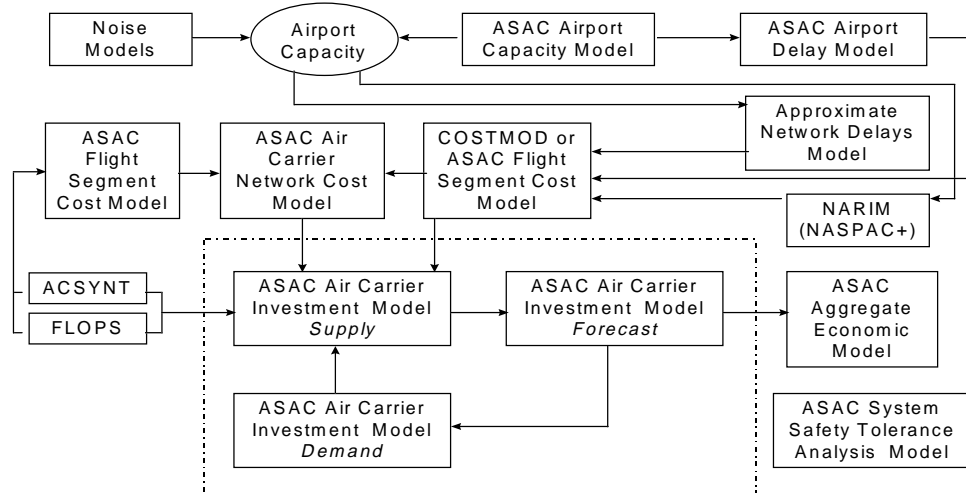 Noise
Models
Airport
Capacity
ASAC Airport
Capacity Model
ASAC Airport
Delay Model
Approximate
Network Delays
Model
ASAC
Flight
Segment
Cost Model
ASAC Air
Carrier
Network Cost
Model
COSTMOD or
ASAC Flight
Segment Cost
Model
NARIM
(NASPAC+)
ACSYNT
FLOPS
ASAC Air Carrier
Investment Model
Supply
ASAC Air Carrier
Investment Model
Forecast
ASAC
Aggregate
Economic
Model
ASAC Air Carrier
Investment Model
Demand
ASAC System
Safety Tolerance
Analysis Model